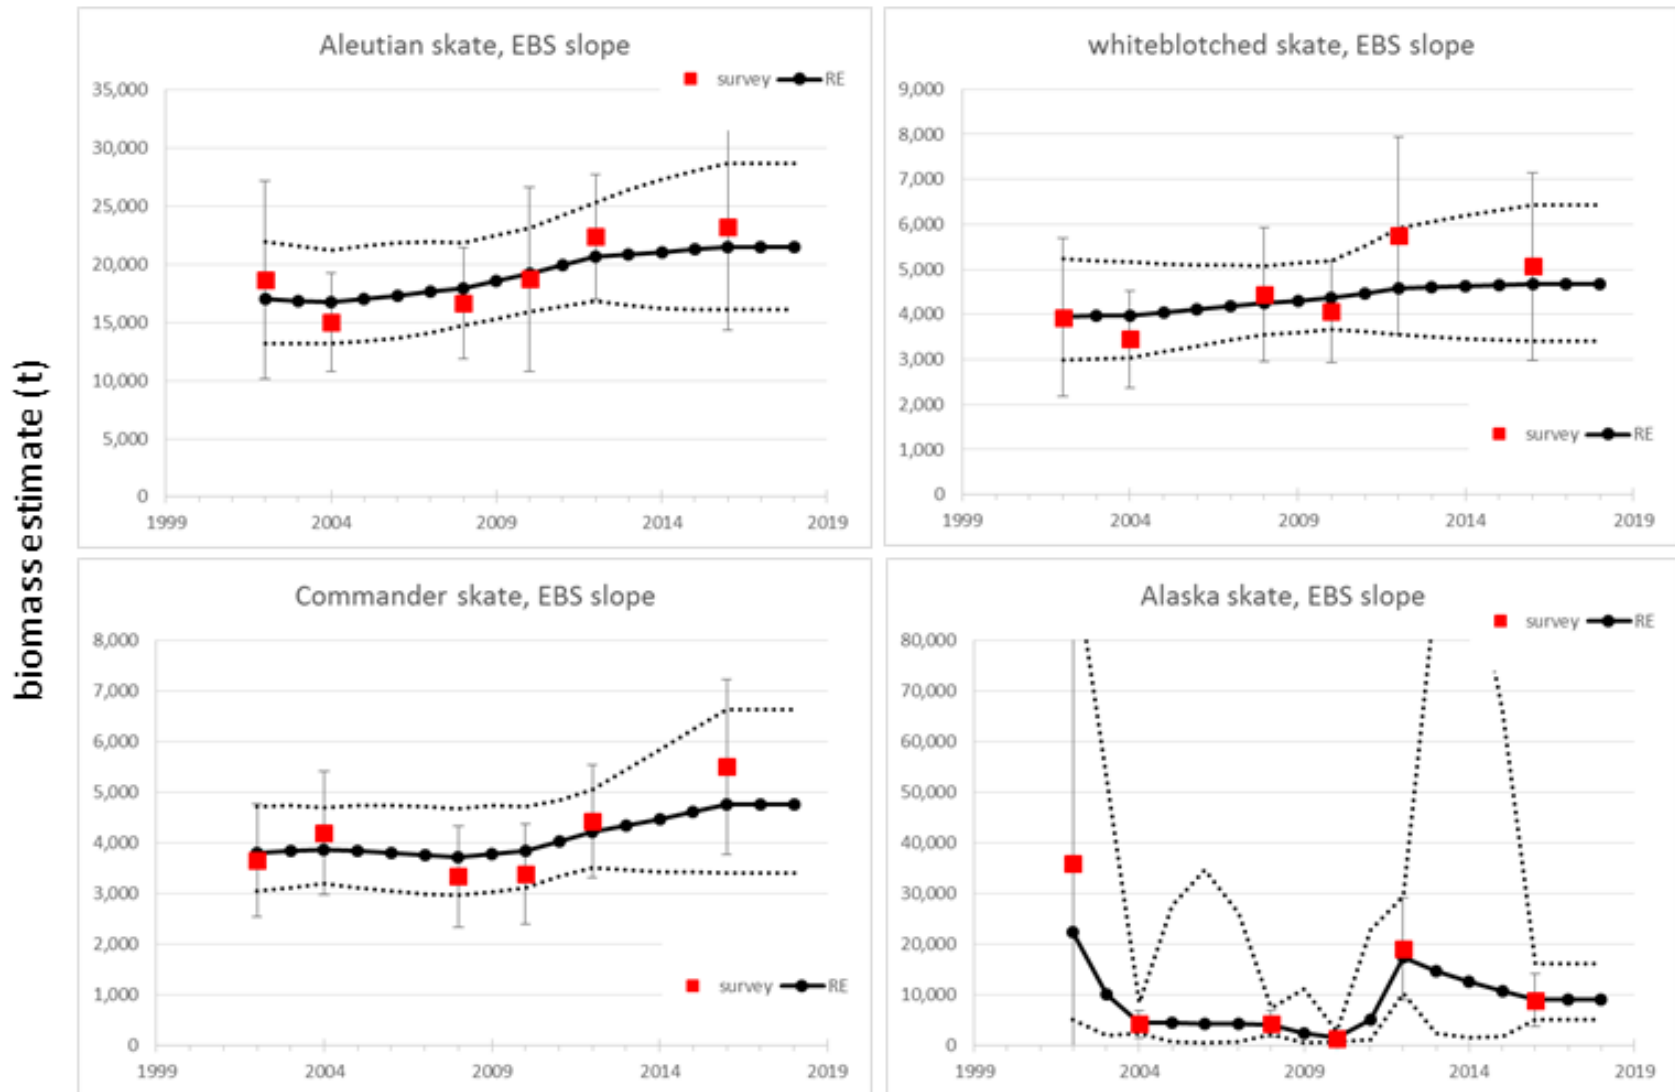 biomass estimate (t)
Aleutian skate, EBS slope
survey RE
35,000
30,000
25,000
20,000
15,000
10,000
5,000
0
1999 2004 2009 2014 2019
whiteblotched skate, EBS slope
9,000
8,000
7,000
6,000
5,000
4,000
3,000
2,000
1,000
0
survey RE
1999 2004 2009 2014 2019
Commander skate, EBS slope
8,000
7,000
6,000
5,000
4,000
3,000
2,000
1,000
0
survey RE
1999 2004 2009 2014 2019
Alaska skate, EBS slope
survey RE
80,000
70,000
60,000
50,000
40,000
30,000
20,000
10,000
0
1999 2004 2009 2014 2019